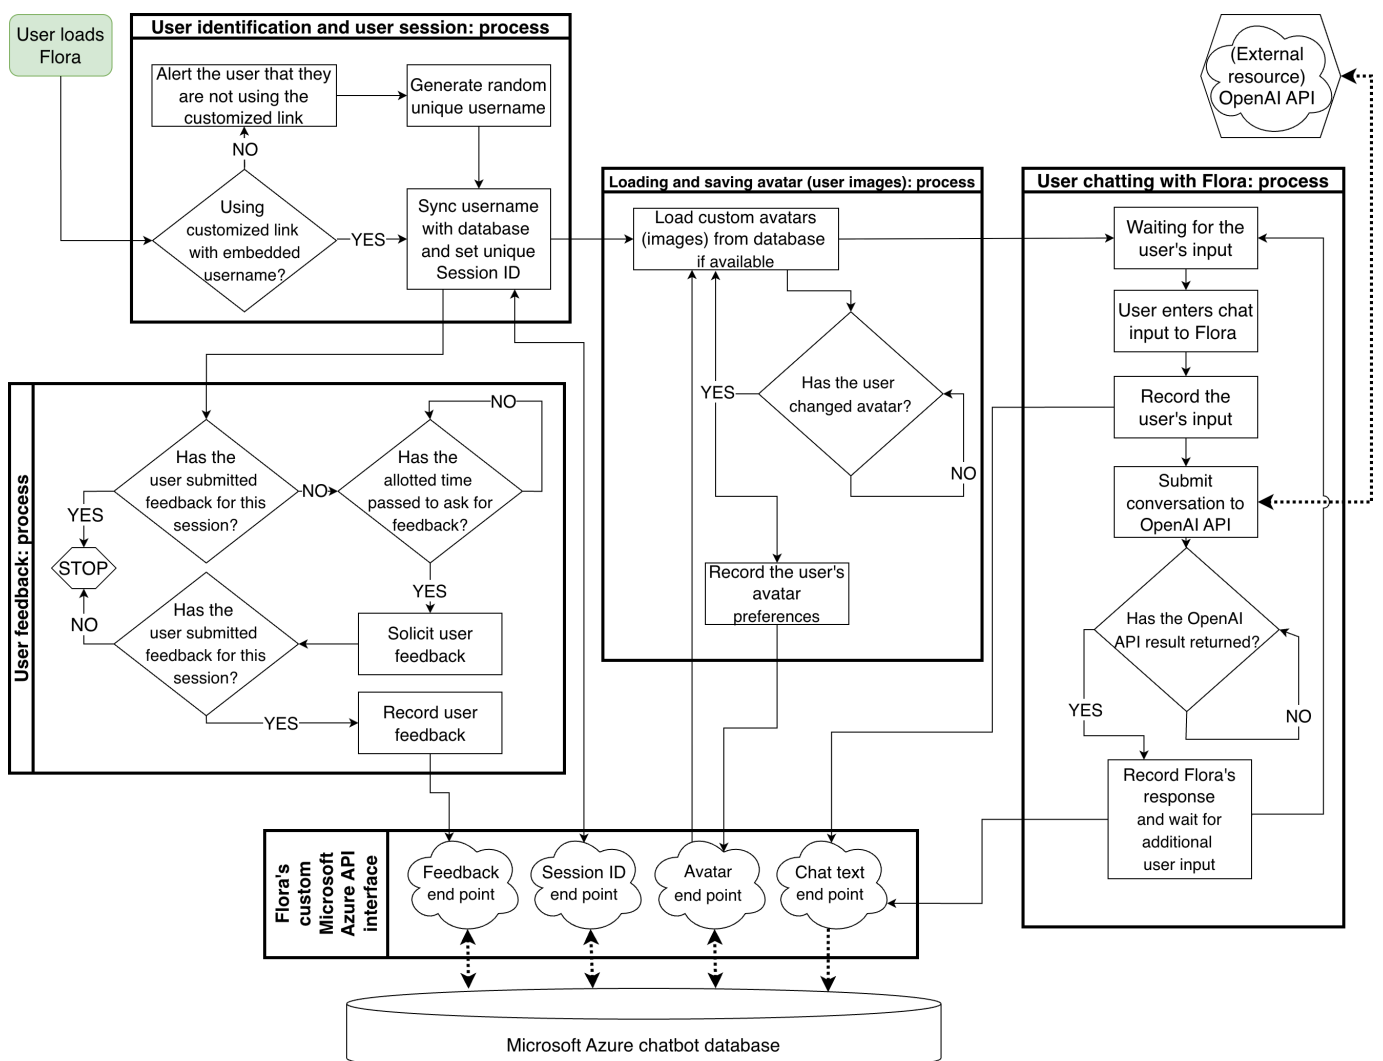 User loads
Flora
User identification and user session: process
Alert the user that they
are not using the
customized link
Generate random
unique username
NO
Using
customized link
with embedded
username?
YES
Sync username
with database
and set unique
Session ID
(External
resource)
OpenAI API
Loading and saving avatar (user images): process
Load custom avatars
(images) from database
if available
Has the user
changed avatar?
YES
NO
Record the user's
avatar
preferences
User chatting with Flora: process
Waiting for the
user's input
User enters chat
input to Flora
Record the
user's input
Submit
conversation to
OpenAI API
Has the OpenAI
API result returned?
YES
NO
Record Flora's
response
and wait for
additional
user input
User feedback: process
Has the
user submitted
feedback for this
session?
NO
Has the
allotted time
passed to ask for
feedback?
NO
YES
STOP
YES
Solicit user
feedback
Has the
user submitted
feedback for this
session?
NO
YES
Record user
feedback
Flora's
custom
Microsoft
Azure API
interface
Feedback
end point
Session ID
end point
Avatar
end point
Chat text
end point
Microsoft Azure chatbot database